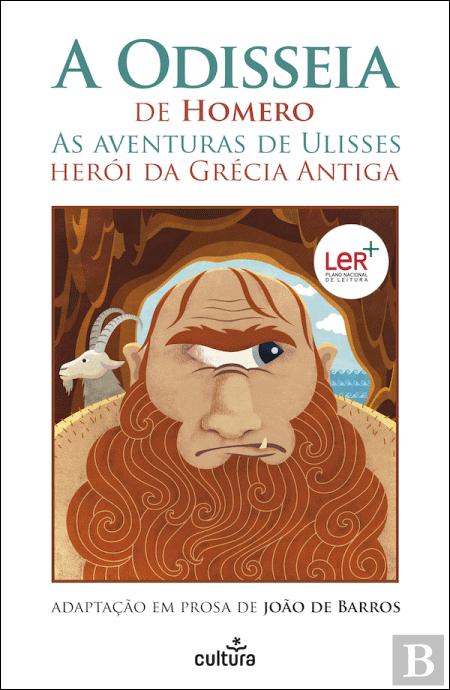 A ODISSEIA
DE HOMERO
AS AVENTURAS DE ULISSES
HERÓI DA GRÉCIA ANTIGA
LER+
PLANO NACIONAL
DE LEITURA
ADAPTAÇÃO EM PROSA DE JOÃO DE BARROS
cultura
B